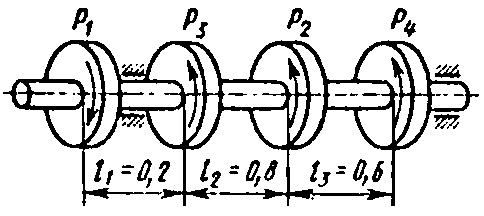 P₁ P₃ P₂ P₄
l₁=0,2 l₂=0,8 l₃=0,6